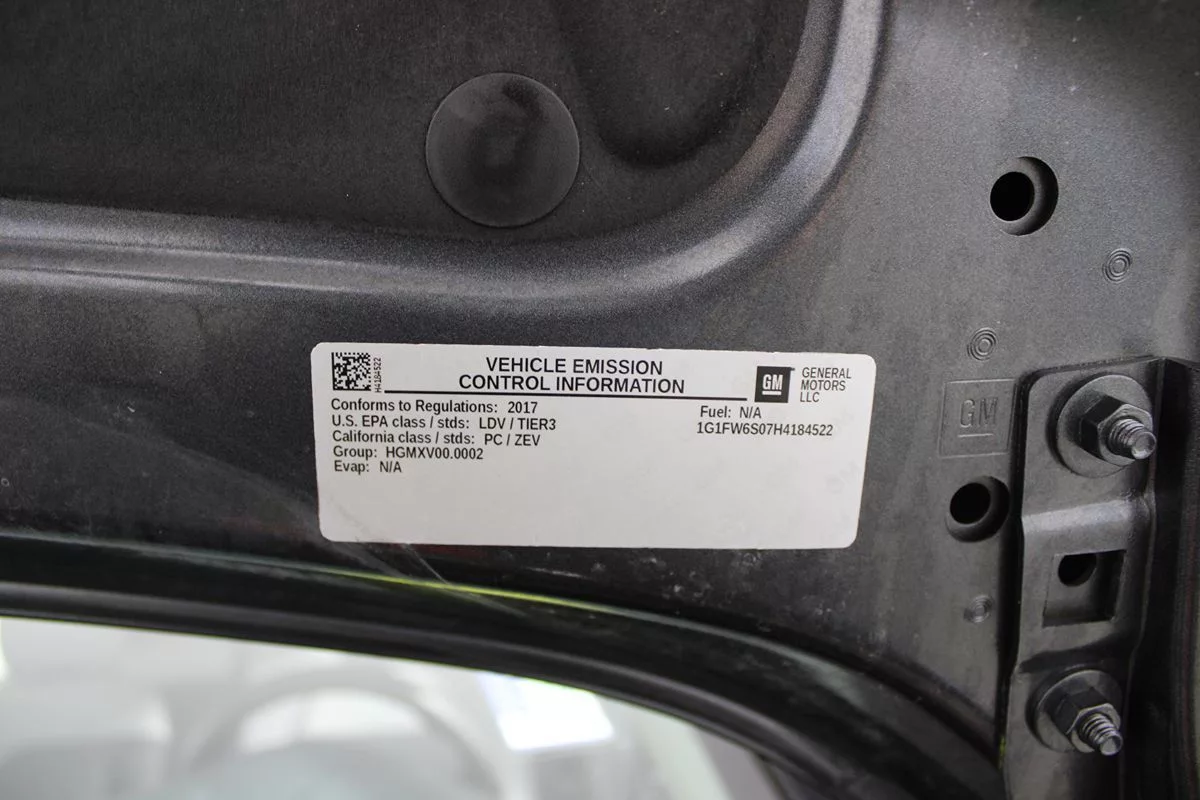 H4184522
VEHICLE EMISSION
CONTROL INFORMATION
GM
GENERAL
MOTORS
LLC
Conforms to Regulations: 2017
U.S. EPA class / stds: LDV / TIER3
California class / stds: PC / ZEV
Group: HGMXV00.0002
Evap: N/A
Fuel: N/A
1G1FW6S07H4184522
GM